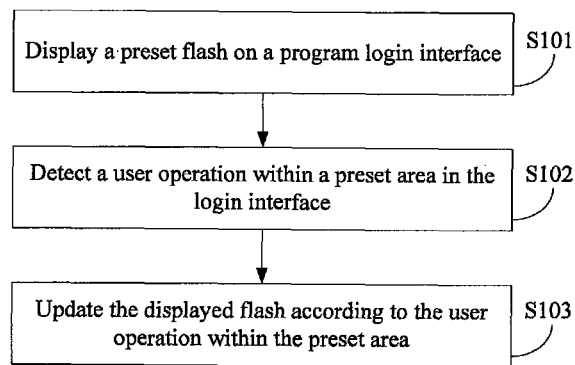 Display a preset flash on a program login interface
S101
Detect a user operation within a preset area in the
login interface
S102
Update the displayed flash according to the user
operation within the preset area
S103